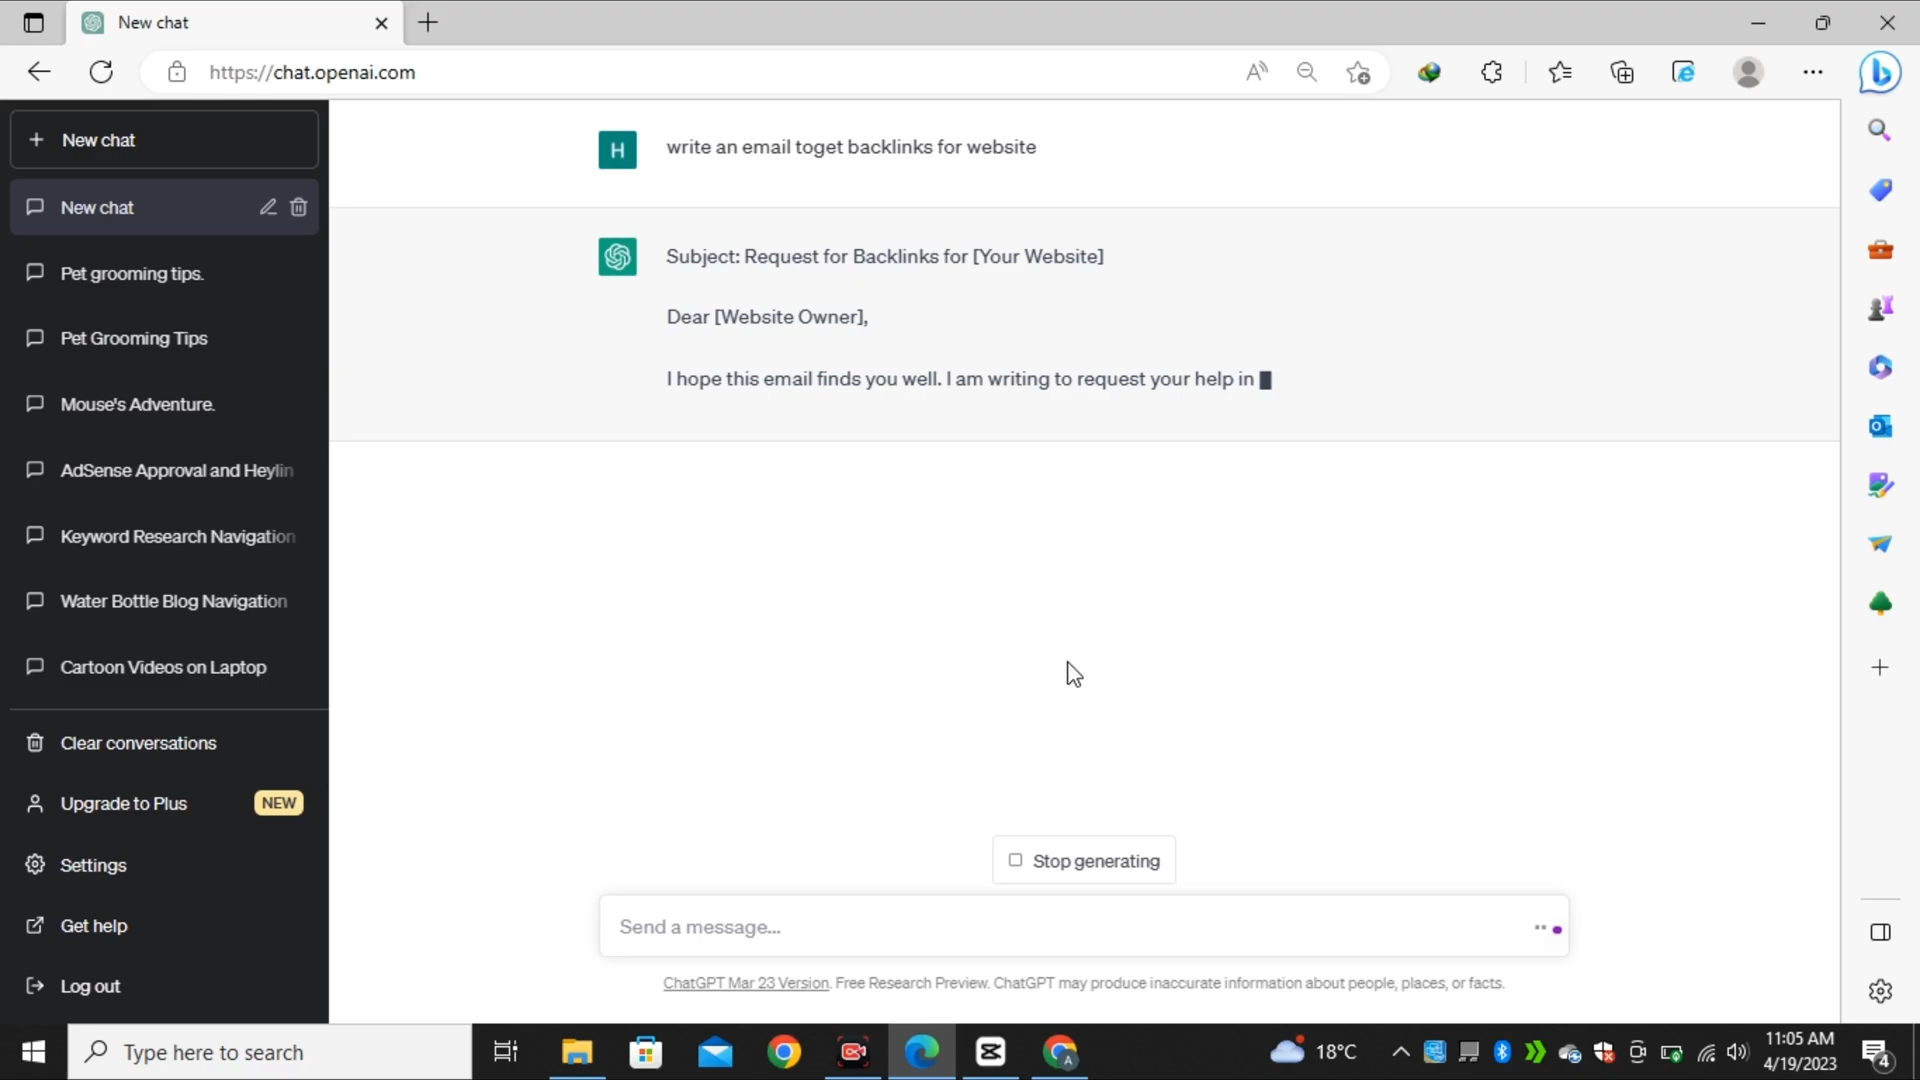 New chat
https://chat.openai.com
New chat
New chat
Pet grooming tips.
Pet Grooming Tips
Mouse's Adventure.
AdSense Approval and Heylin
Keyword Research Navigation
Water Bottle Blog Navigation
Cartoon Videos on Laptop
Clear conversations
Upgrade to Plus NEW
Settings
Get help
Log out
H
write an email toget backlinks for website
Subject: Request for Backlinks for [Your Website]
Dear [Website Owner],
I hope this email finds you well. I am writing to request your help in
Stop generating
Send a message...
ChatGPT Mar 23 Version. Free Research Preview. ChatGPT may produce inaccurate information about people, places, or facts.
Type here to search
A
18°C
11:05 AM
4/19/2023
4